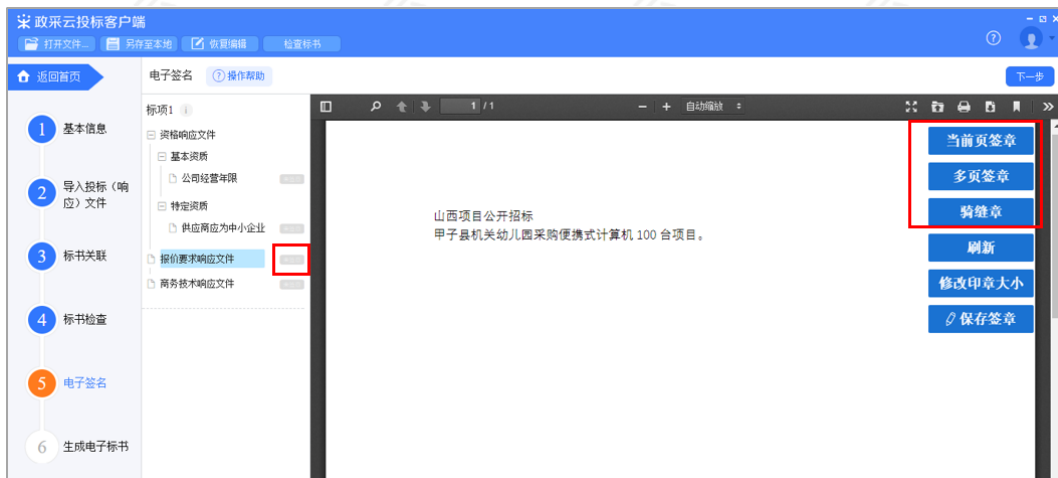 政采云投标客户端
打开文件... 另存至本地 恢复编辑 检查标书
返回首页 电子签名 操作帮助 下一步
标项1
1 / 1
自动缩放
1 基本信息
2 导入投标（响应）文件
3 标书关联
4 标书检查
5 电子签名
6 生成电子标书
资格响应文件
基本资质
公司经营年限
特定资质
供应商应为中小企业
报价要求响应文件
商务技术响应文件
山西项目公开招标
甲子县机关幼儿园采购便携式计算机 100 台项目。
当前页签章
多页签章
骑缝章
刷新
修改印章大小
保存签章